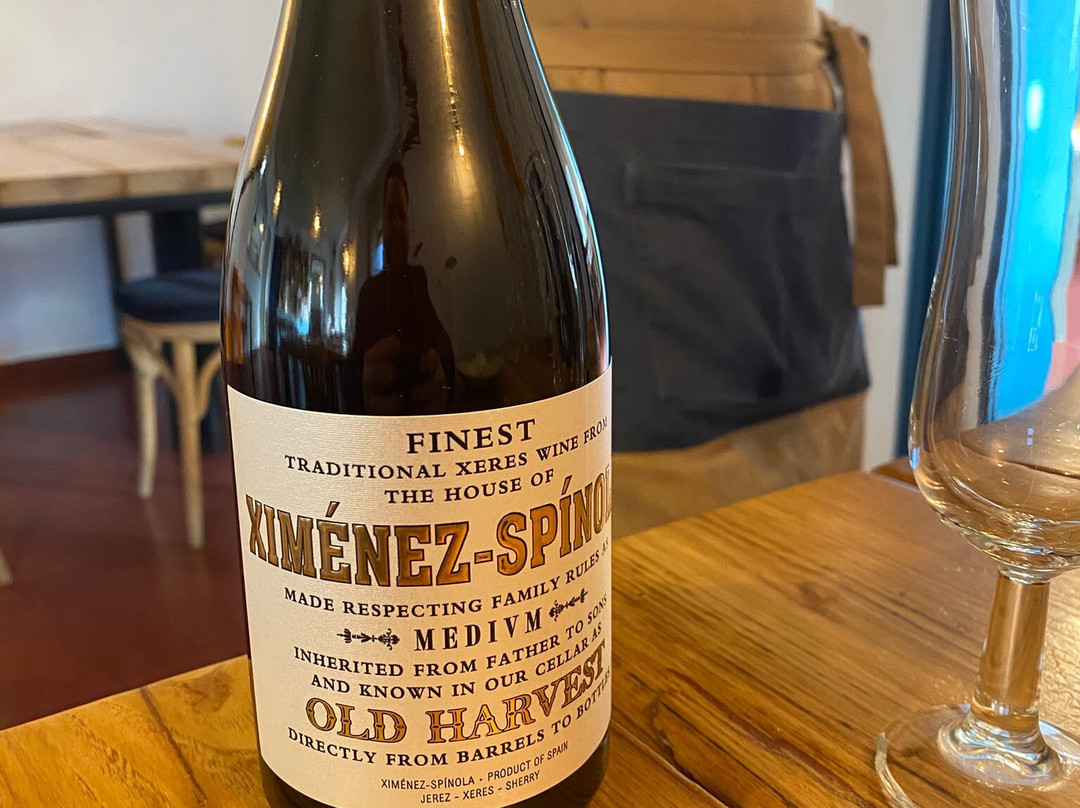 FINEST
TRADITIONAL XERES WINE FROM
THE HOUSE OF
XIMÉNEZ-SPÍNOL
MADE RESPECTING FAMILY RULES AS
MEDIVM
INHERITED FROM FATHER TO SONS
AND KNOWN IN OUR CELLAR AS
OLD HARVEST
DIRECTLY FROM BARRELS TO BOTTLES
XIMÉNEZ-SPÍNOLA - PRODUCT OF SPAIN
JEREZ - XERES - SHERRY